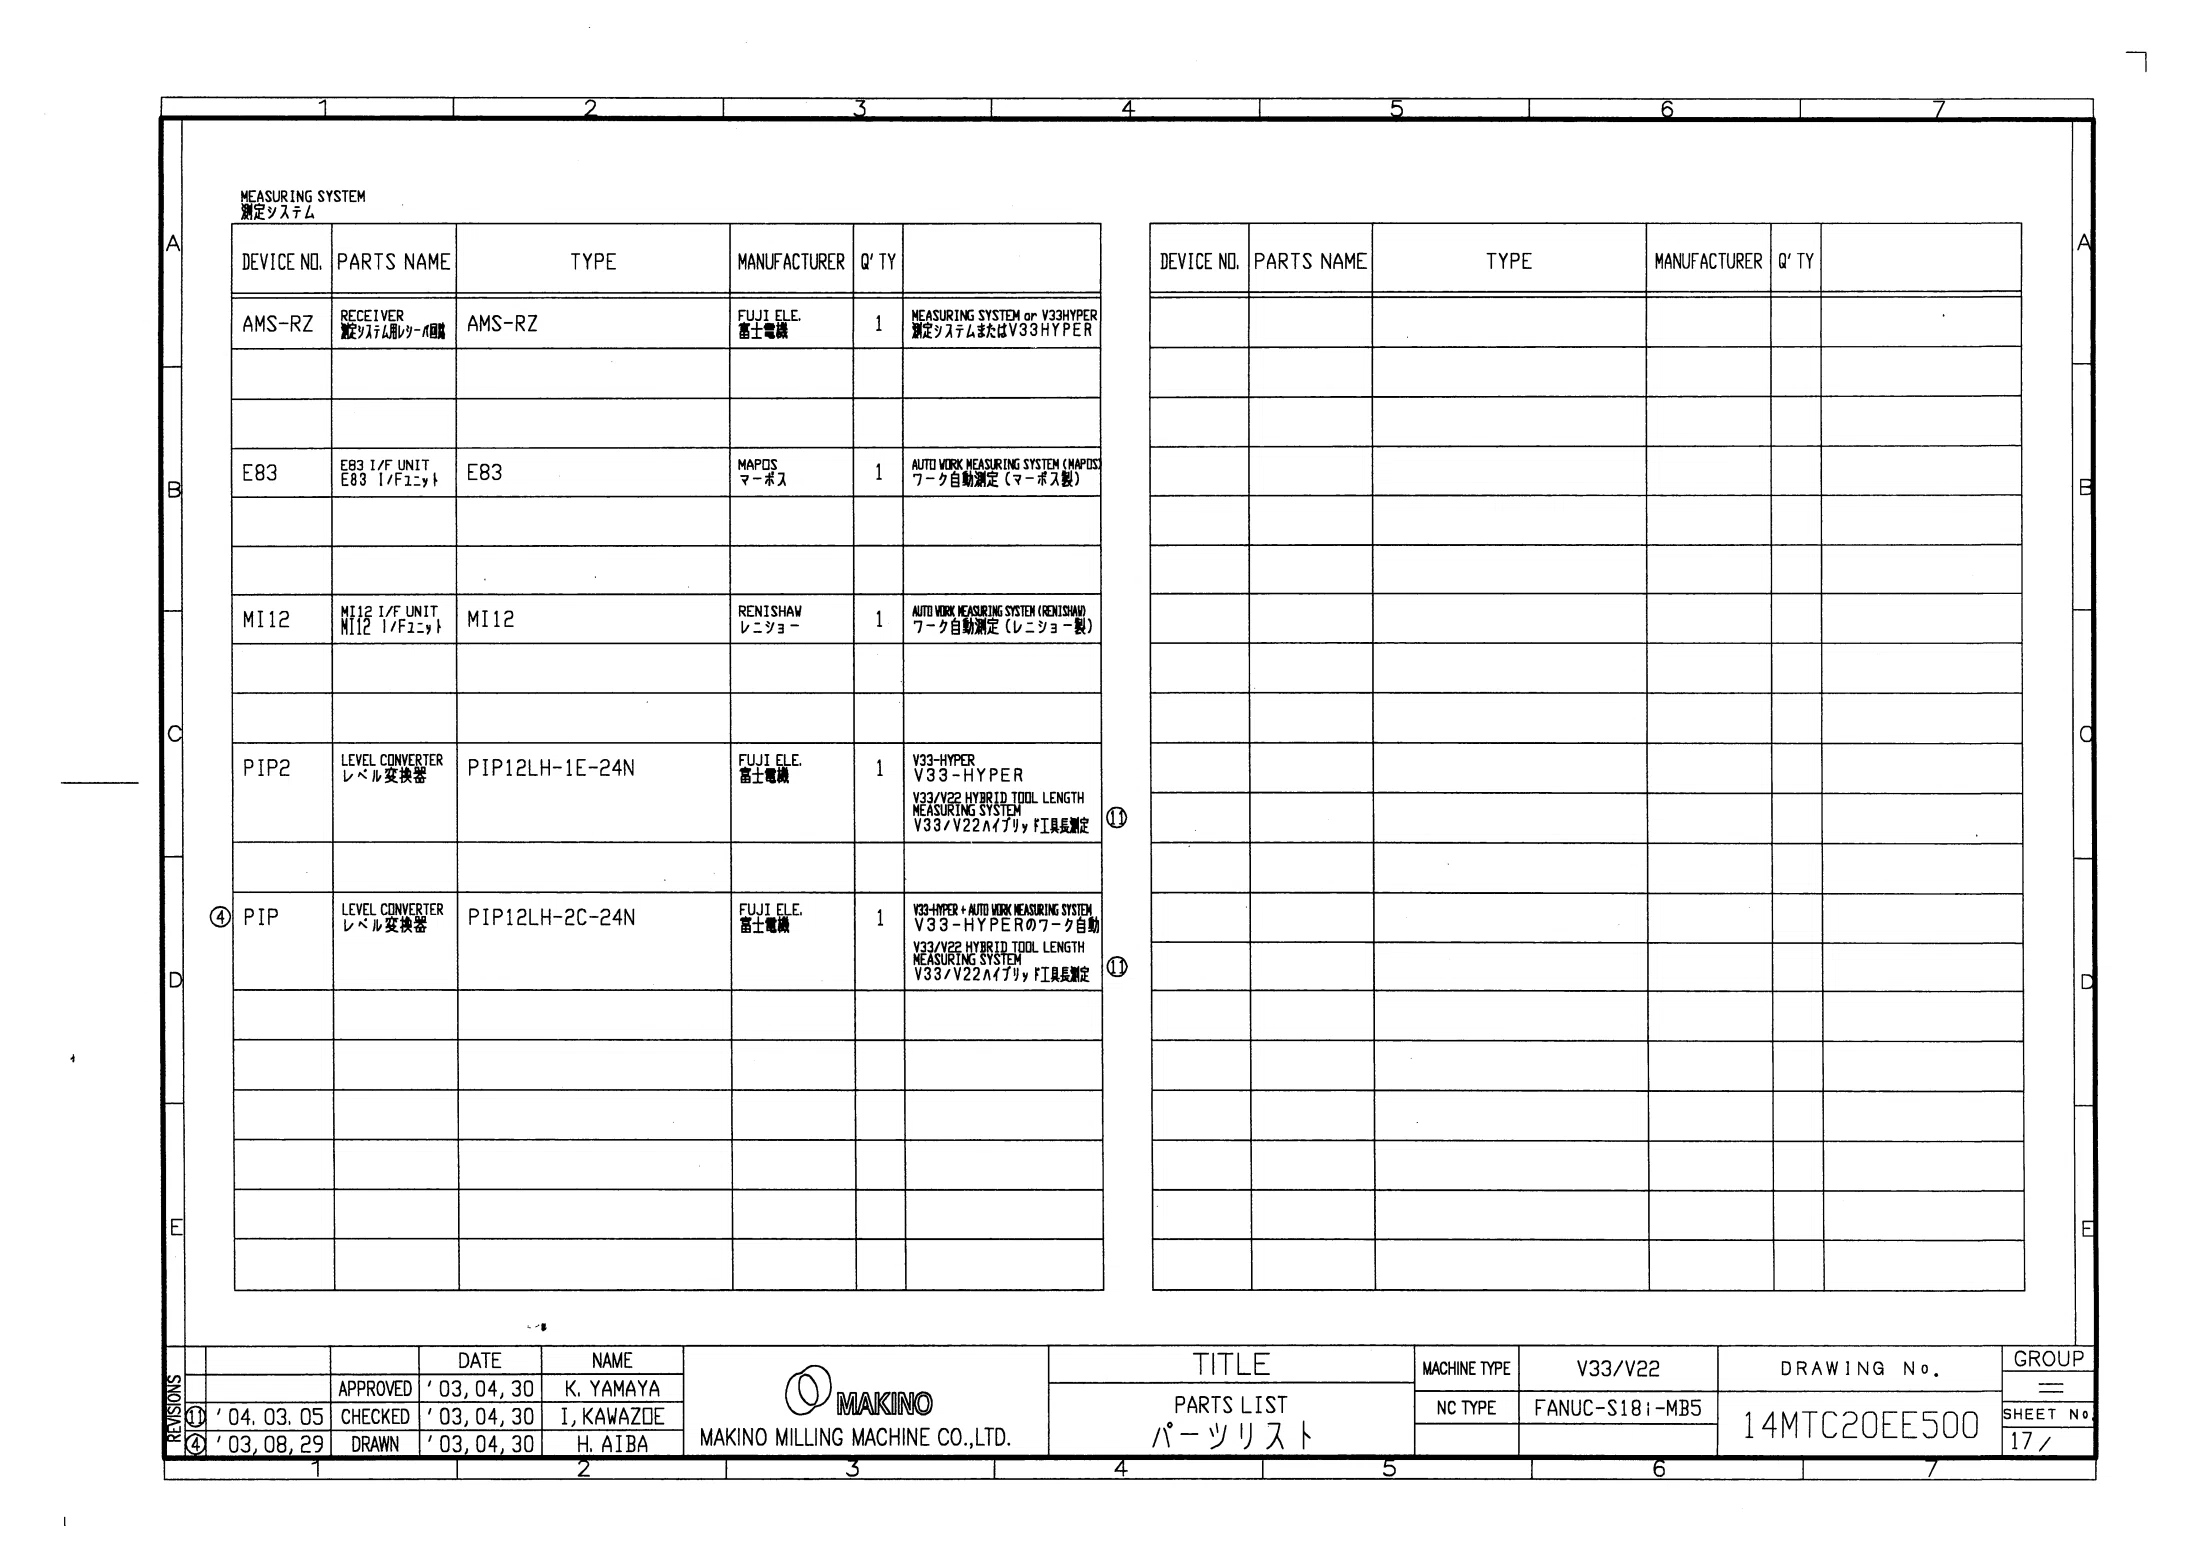 1 2 3 4 5 6 7
MEASURING SYSTEM
測定システム
A A
DEVICE NO. PARTS NAME TYPE MANUFACTURER Q'TY
DEVICE NO. PARTS NAME TYPE MANUFACTURER Q'TY
AMS-RZ RECEIVER AMS-RZ FUJI ELE. 1 MEASURING SYSTEM or V33HYPER
測定システム用レシーバ回路 富士電機 測定システムまたはV33HYPER
B B
E83 E83 I/F UNIT E83 MAPOS 1 AUTO WORK MEASURING SYSTEM (MAPOS)
E83 I/Fユニット マーポス ワーク自動測定(マーポス製)
MI12 MI12 I/F UNIT MI12 RENISHAW 1 AUTO WORK MEASURING SYSTEM (RENISHAW)
MI12 I/Fユニット レニショー ワーク自動測定(レニショー製)
C C
PIP2 LEVEL CONVERTER PIP12LH-1E-24N FUJI ELE. 1 V33-HYPER
レベル変換器 富士電機 V33-HYPER
V33/V22 HYBRID TOOL LENGTH
MEASURING SYSTEM
V33/V22ハイブリッド工具長測定 ⑪
④ PIP LEVEL CONVERTER PIP12LH-2C-24N FUJI ELE. 1 V33-HYPER + AUTO WORK MEASURING SYSTEM
レベル変換器 富士電機 V33-HYPERのワーク自動
V33/V22 HYBRID TOOL LENGTH
MEASURING SYSTEM
V33/V22ハイブリッド工具長測定 ⑪
D D
E E
REVISIONS
DATE NAME
APPROVED '03,04,30 K. YAMAYA
⑪ '04.03.05 CHECKED '03,04,30 I,KAWAZOE
④ '03,08,29 DRAWN '03,04,30 H. AIBA
MAKINO
MAKINO MILLING MACHINE CO.,LTD.
TITLE
PARTS LIST
パーツリスト
MACHINE TYPE V33/V22
NC TYPE FANUC-S18i-MB5
DRAWING No.
14MTC20EE500
GROUP
=
SHEET No.
17/
1 2 3 4 5 6 7